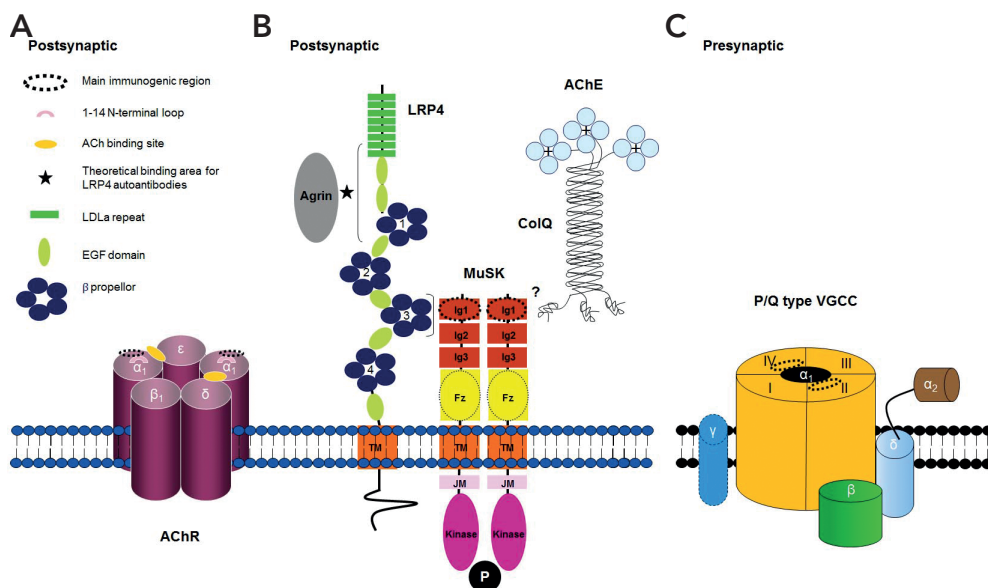 A
Postsynaptic
Main immunogenic region
1-14 N-terminal loop
ACh binding site
Theoretical binding area for
LRP4 autoantibodies
LDLa repeat
EGF domain
β propellor
ε
α1
α1
β1
δ
AChR
B
Postsynaptic
LRP4
Agrin
1
2
3
4
TM
AChE
+
+
+
ColQ
?
MuSK
Ig1
Ig1
Ig2
Ig2
Ig3
Ig3
Fz
Fz
TM
TM
JM
JM
Kinase
Kinase
P
C
Presynaptic
P/Q type VGCC
IV
III
α1
I
II
α2
γ
δ
β